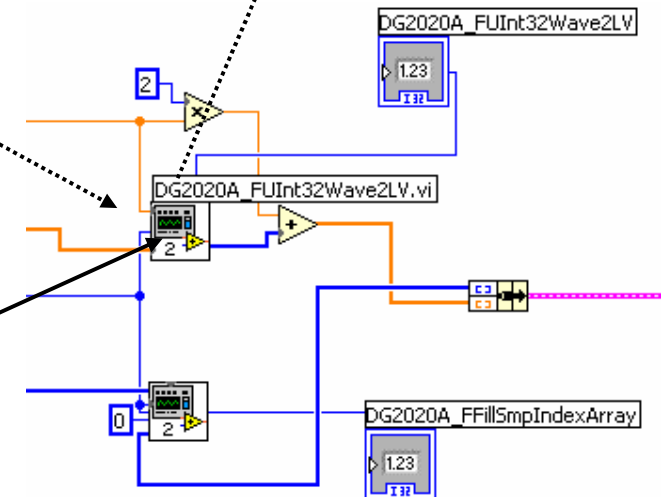 DG2020A_FUInt32Wave2LV
1.23
I32
2
×
DG2020A_FUInt32Wave2LV.vi
+
2
0
2
DG2020A_FFillSmpIndexArray
1.23
I32